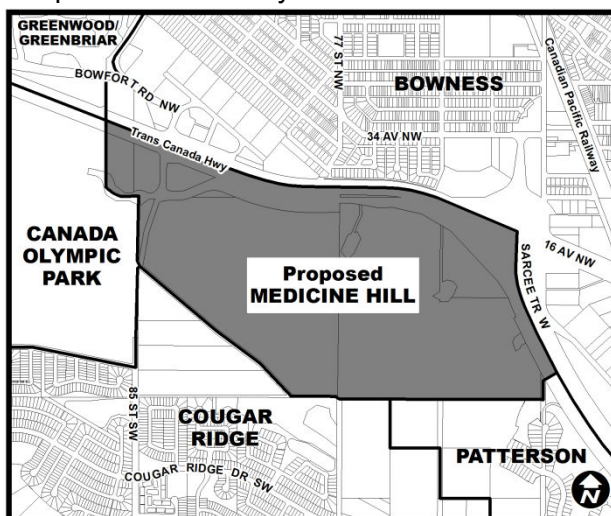 GREENWOOD/
GREENBRIAR
BOWFORT RD NW
77 ST NW
BOWNESS
Canadian Pacific Railway
34 AV NW
Trans Canada Hwy
CANADA
OLYMPIC
PARK
Proposed
MEDICINE HILL
16 AV NW
SARCEE TR W
85 ST SW
COUGAR
RIDGE
COUGAR RIDGE DR SW
PATTERSON
N